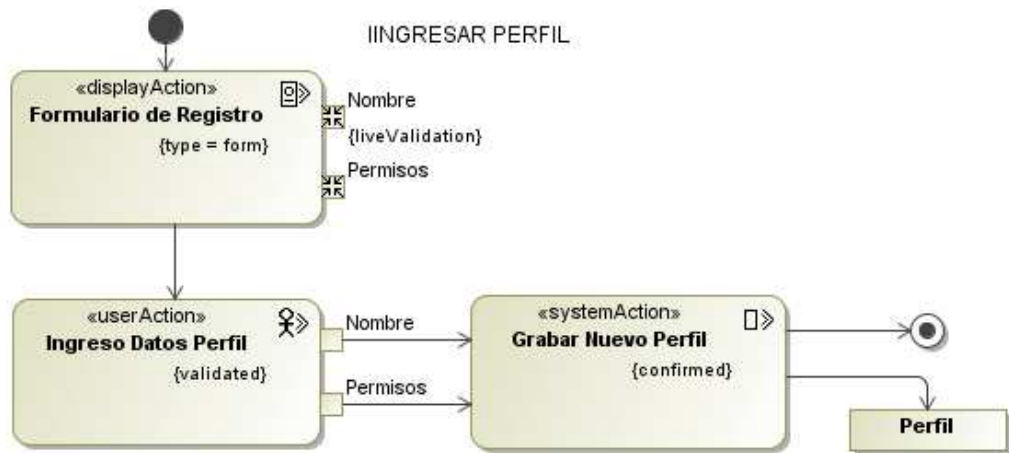 IINGRESAR PERFIL
«displayAction»
Formulario de Registro
{type = form}
Nombre
{liveValidation}
Permisos
«userAction»
Ingreso Datos Perfil
{validated}
Nombre
Permisos
«systemAction»
Grabar Nuevo Perfil
{confirmed}
Perfil